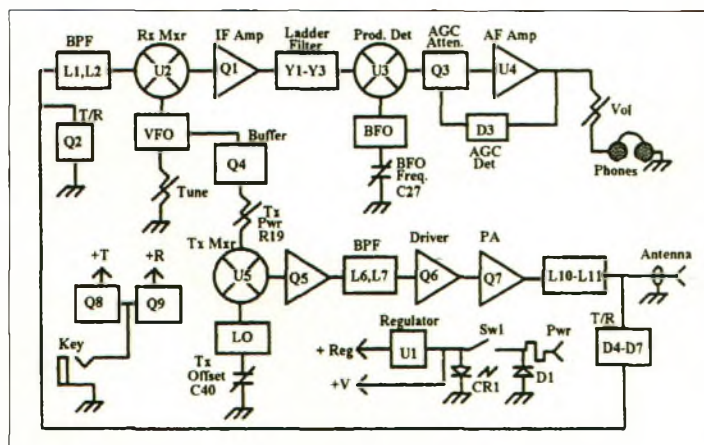 BPF
L1,L2
Rx Mxr
U2
IF Amp
Q1
Ladder
Filter
Y1-Y3
Prod. Det
U3
AGC
Atten.
Q3
AF Amp
U4
Vol
Phones
T/R
Q2
VFO
Tune
Buffer
Q4
BFO
BFO
Freq.
C27
D3
AGC
Det
Tx
Pwr
R19
Tx Mxr
U5
Q5
BPF
L6,L7
Driver
Q6
PA
Q7
L10-L11
Antenna
T/R
D4-D7
+T
+R
Q8
Q9
Key
LO
Tx
Offset
C40
Regulator
U1
+ Reg
+V
Sw1
Pwr
CR1
D1